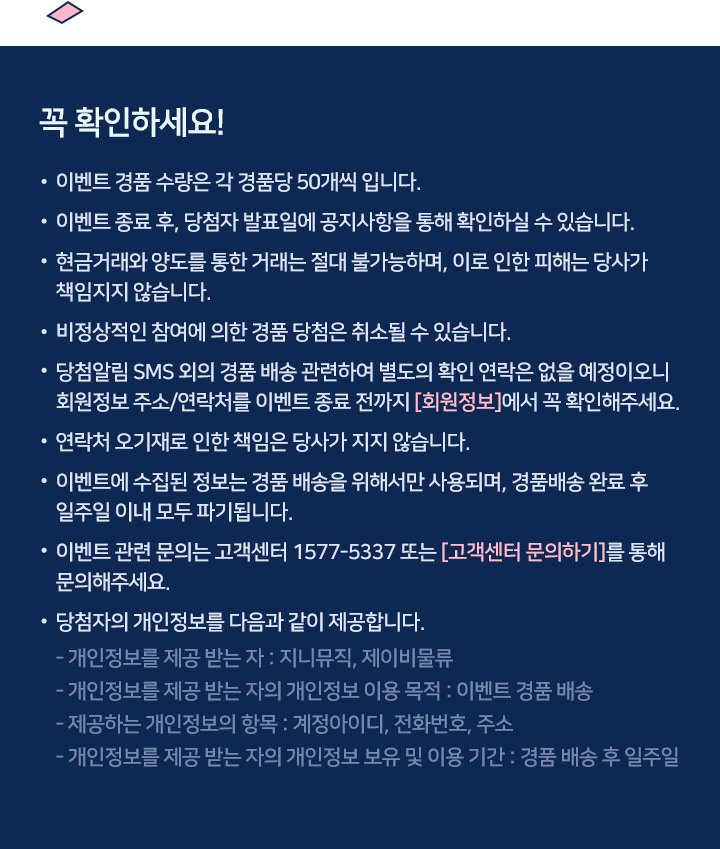 꼭 확인하세요!
• 이벤트 경품 수량은 각 경품당 50개씩 입니다.
• 이벤트 종료 후, 당첨자 발표일에 공지사항을 통해 확인하실 수 있습니다.
• 현금거래와 양도를 통한 거래는 절대 불가능하며, 이로 인한 피해는 당사가
책임지지 않습니다.
• 비정상적인 참여에 의한 경품 당첨은 취소될 수 있습니다.
• 당첨알림 SMS 외의 경품 배송 관련하여 별도의 확인 연락은 없을 예정이오니
회원정보 주소/연락처를 이벤트 종료 전까지 [회원정보]에서 꼭 확인해주세요.
• 연락처 오기재로 인한 책임은 당사가 지지 않습니다.
• 이벤트에 수집된 정보는 경품 배송을 위해서만 사용되며, 경품배송 완료 후
일주일 이내 모두 파기됩니다.
• 이벤트 관련 문의는 고객센터 1577-5337 또는 [고객센터 문의하기]를 통해
문의해주세요.
• 당첨자의 개인정보를 다음과 같이 제공합니다.
- 개인정보를 제공 받는 자 : 지니뮤직, 제이비물류
- 개인정보를 제공 받는 자의 개인정보 이용 목적 : 이벤트 경품 배송
- 제공하는 개인정보의 항목 : 계정아이디, 전화번호, 주소
- 개인정보를 제공 받는 자의 개인정보 보유 및 이용 기간 : 경품 배송 후 일주일